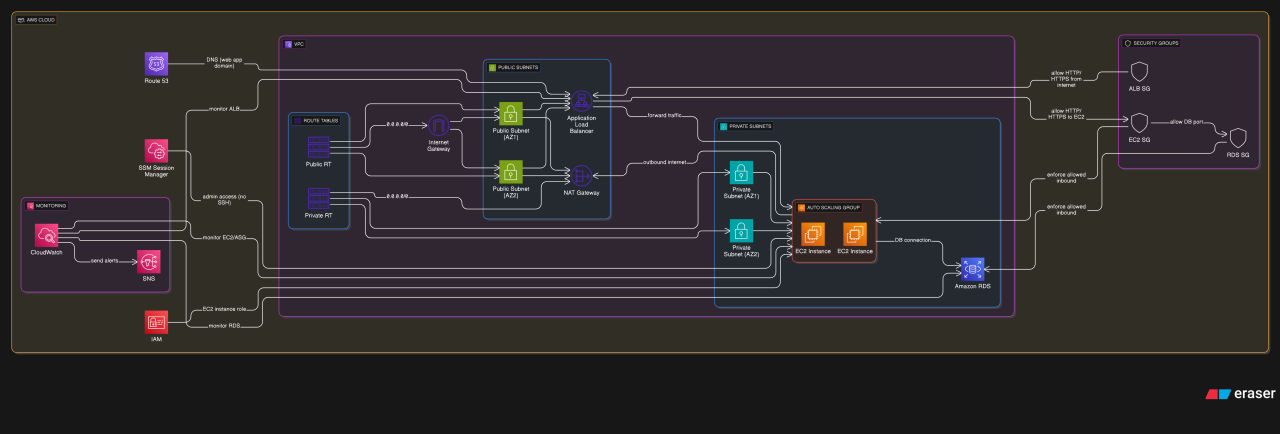 AWS CLOUD
VPC
SECURITY GROUPS
Route 53
DNS (web app
domain)
PUBLIC SUBNETS
allow HTTP/
HTTPS from
internet
ALB SG
monitor ALB
Public Subnet
(AZ1)
Application
Load
Balancer
forward traffic
allow HTTP/
HTTPS to EC2
EC2 SG
allow DB port
RDS SG
ROUTE TABLES
Public RT
0.0.0.0/0
Internet
Gateway
PRIVATE SUBNETS
SSM Session
Manager
Public Subnet
(AZ2)
NAT Gateway
outbound internet
Private
Subnet (AZ1)
enforce allowed
inbound
Private RT
0.0.0.0/0
admin access (no
SSH)
MONITORING
CloudWatch
send alerts
SNS
monitor EC2/ASG
Private
Subnet (AZ2)
AUTO SCALING GROUP
EC2 Instance
EC2 Instance
DB connection
Amazon RDS
enforce allowed
inbound
IAM
EC2 instance role
monitor RDS
eraser